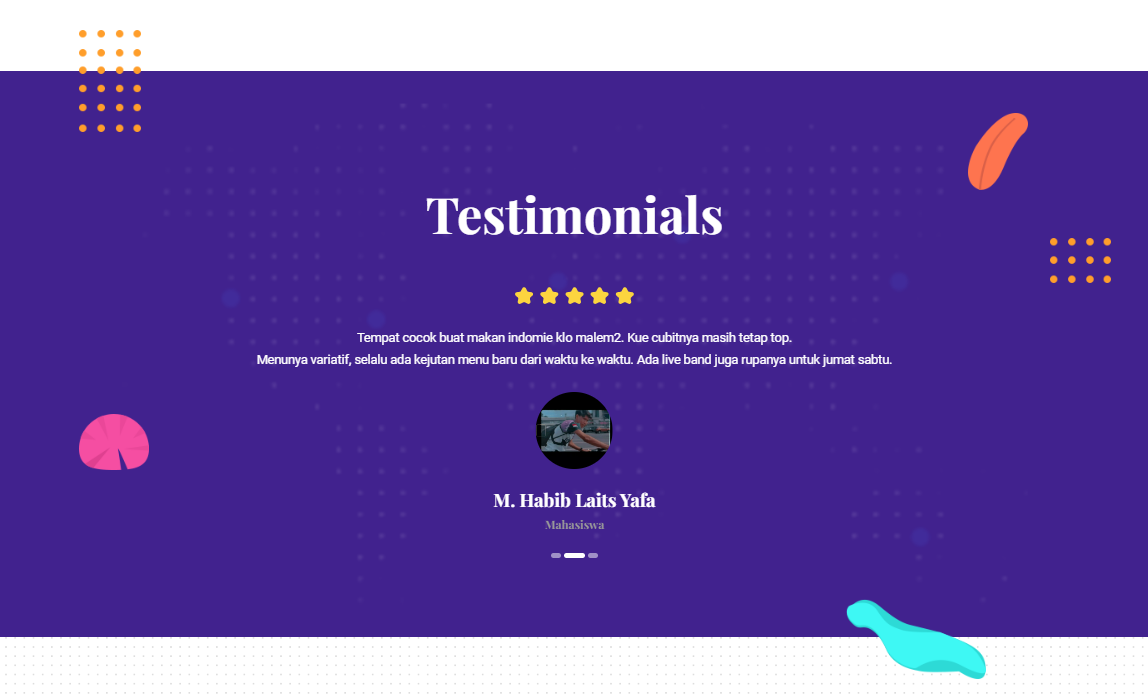 Testimonials
Tempat cocok buat makan indomie klo malem2. Kue cubitnya masih tetap top.
Menunya variatif, selalu ada kejutan menu baru dari waktu ke waktu. Ada live band juga rupanya untuk jumat sabtu.
M. Habib Laits Yafa
Mahasiswa